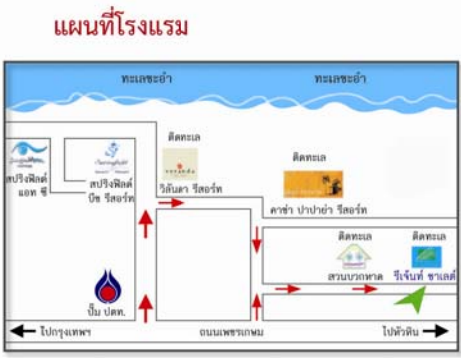 แผนที่โรงแรม
ทะเลชะอำ
ทะเลชะอำ
สปริงฟิลด์
แอท ซี
สปริงฟิลด์
บีช รีสอร์ท
ติดทะเล
veranda
วิลันดา รีสอร์ท
ติดทะเล
คาซ่า ปาปาย่า รีสอร์ท
ติดทะเล
สวนบวกหาด
ติดทะเล
รีเจ้นท์ ชาเลต์
ปั๊ม ปตท.
ไปกรุงเทพฯ
ถนนเพชรเกษม
ไปหัวหิน